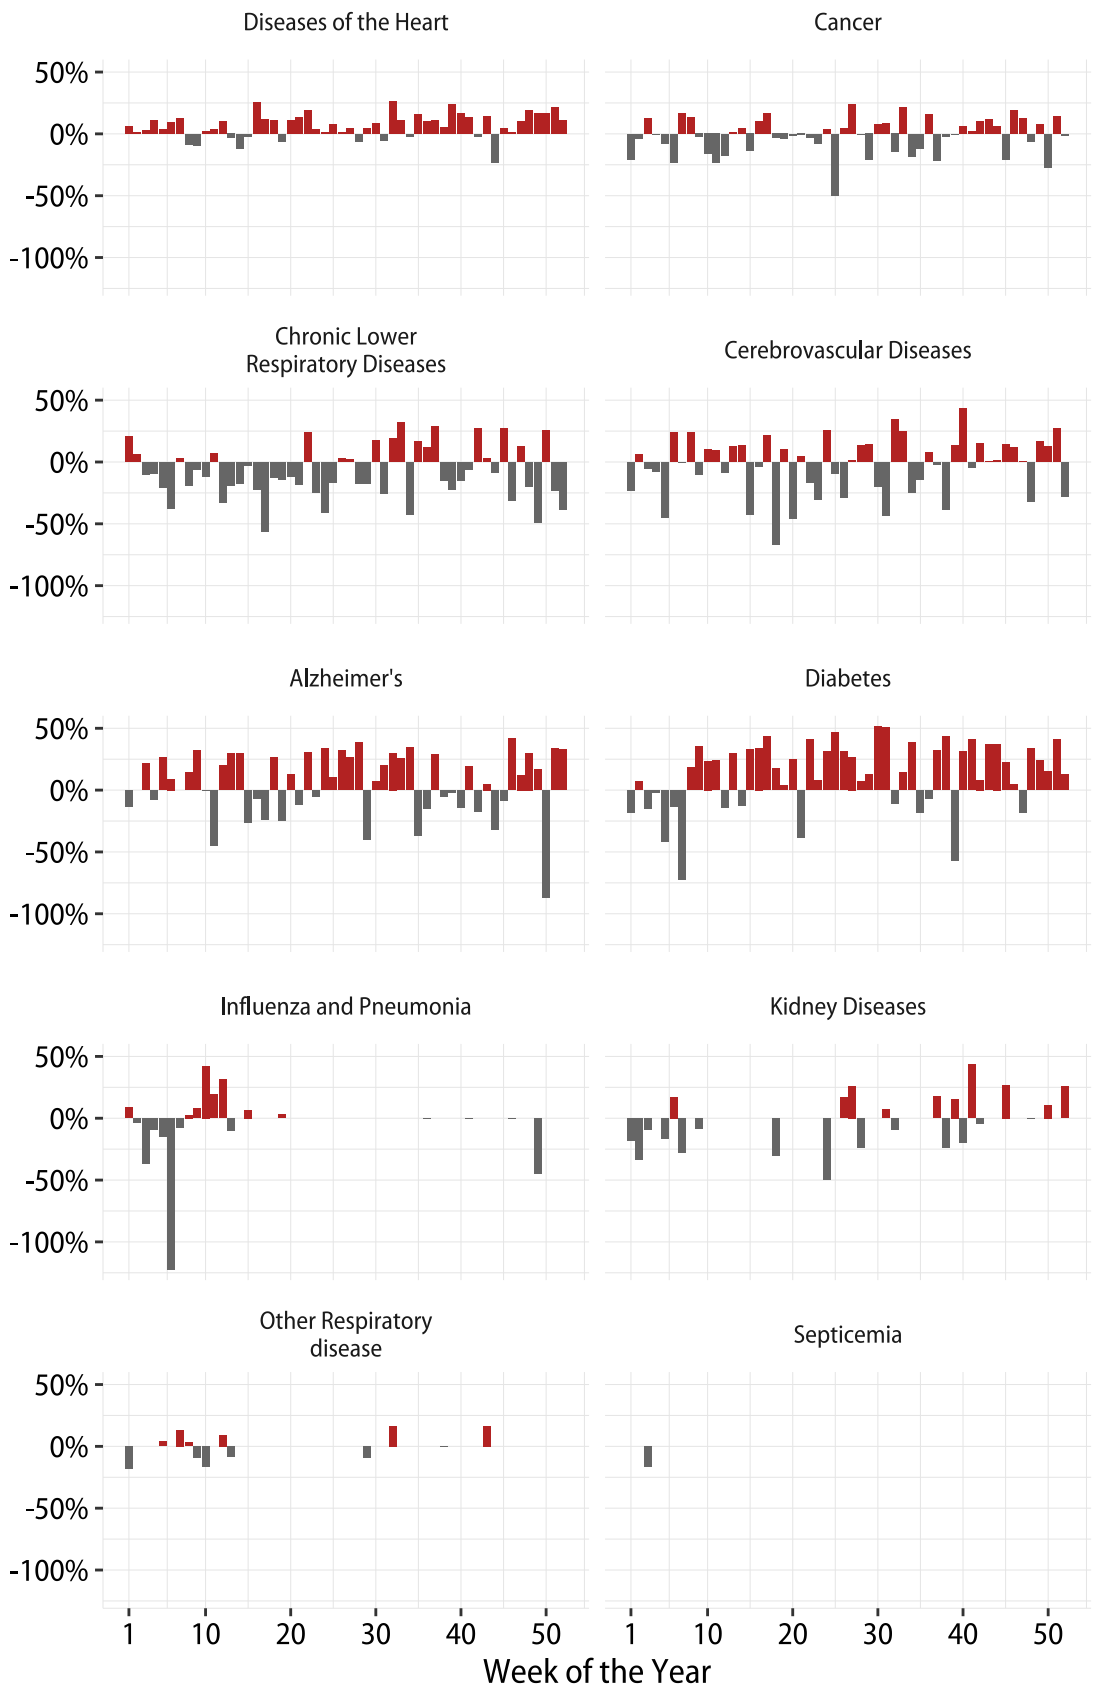 Diseases of the Heart
Cancer
50%
0%
-50%
-100%
Chronic Lower
Respiratory Diseases
Cerebrovascular Diseases
50%
0%
-50%
-100%
Alzheimer's
Diabetes
50%
0%
-50%
-100%
Influenza and Pneumonia
Kidney Diseases
50%
0%
-50%
-100%
Other Respiratory
disease
Septicemia
50%
0%
-50%
-100%
1 10 20 30 40 50
1 10 20 30 40 50
Week of the Year